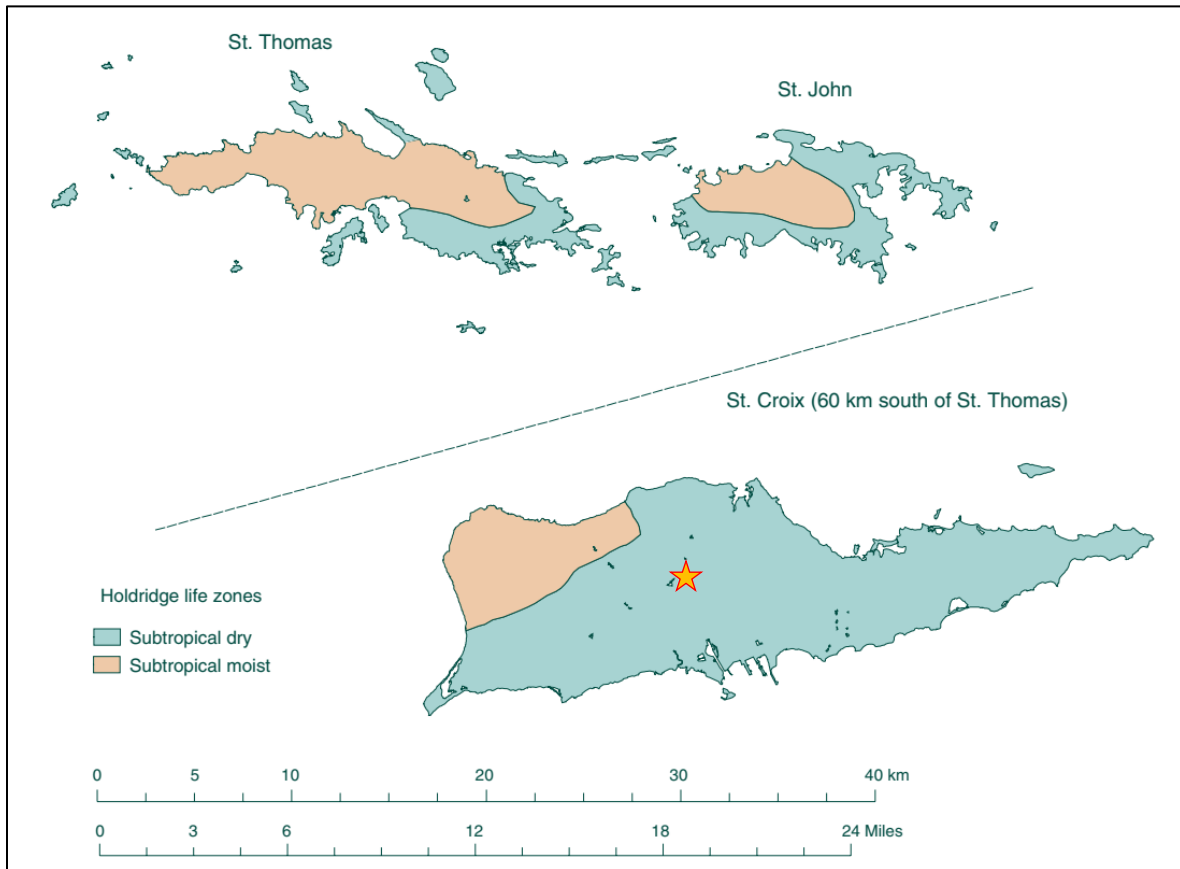 St. Thomas
St. John
St. Croix (60 km south of St. Thomas)
Holdridge life zones
Subtropical dry
Subtropical moist
0 5 10 20 30 40 km
0 3 6 12 18 24 Miles